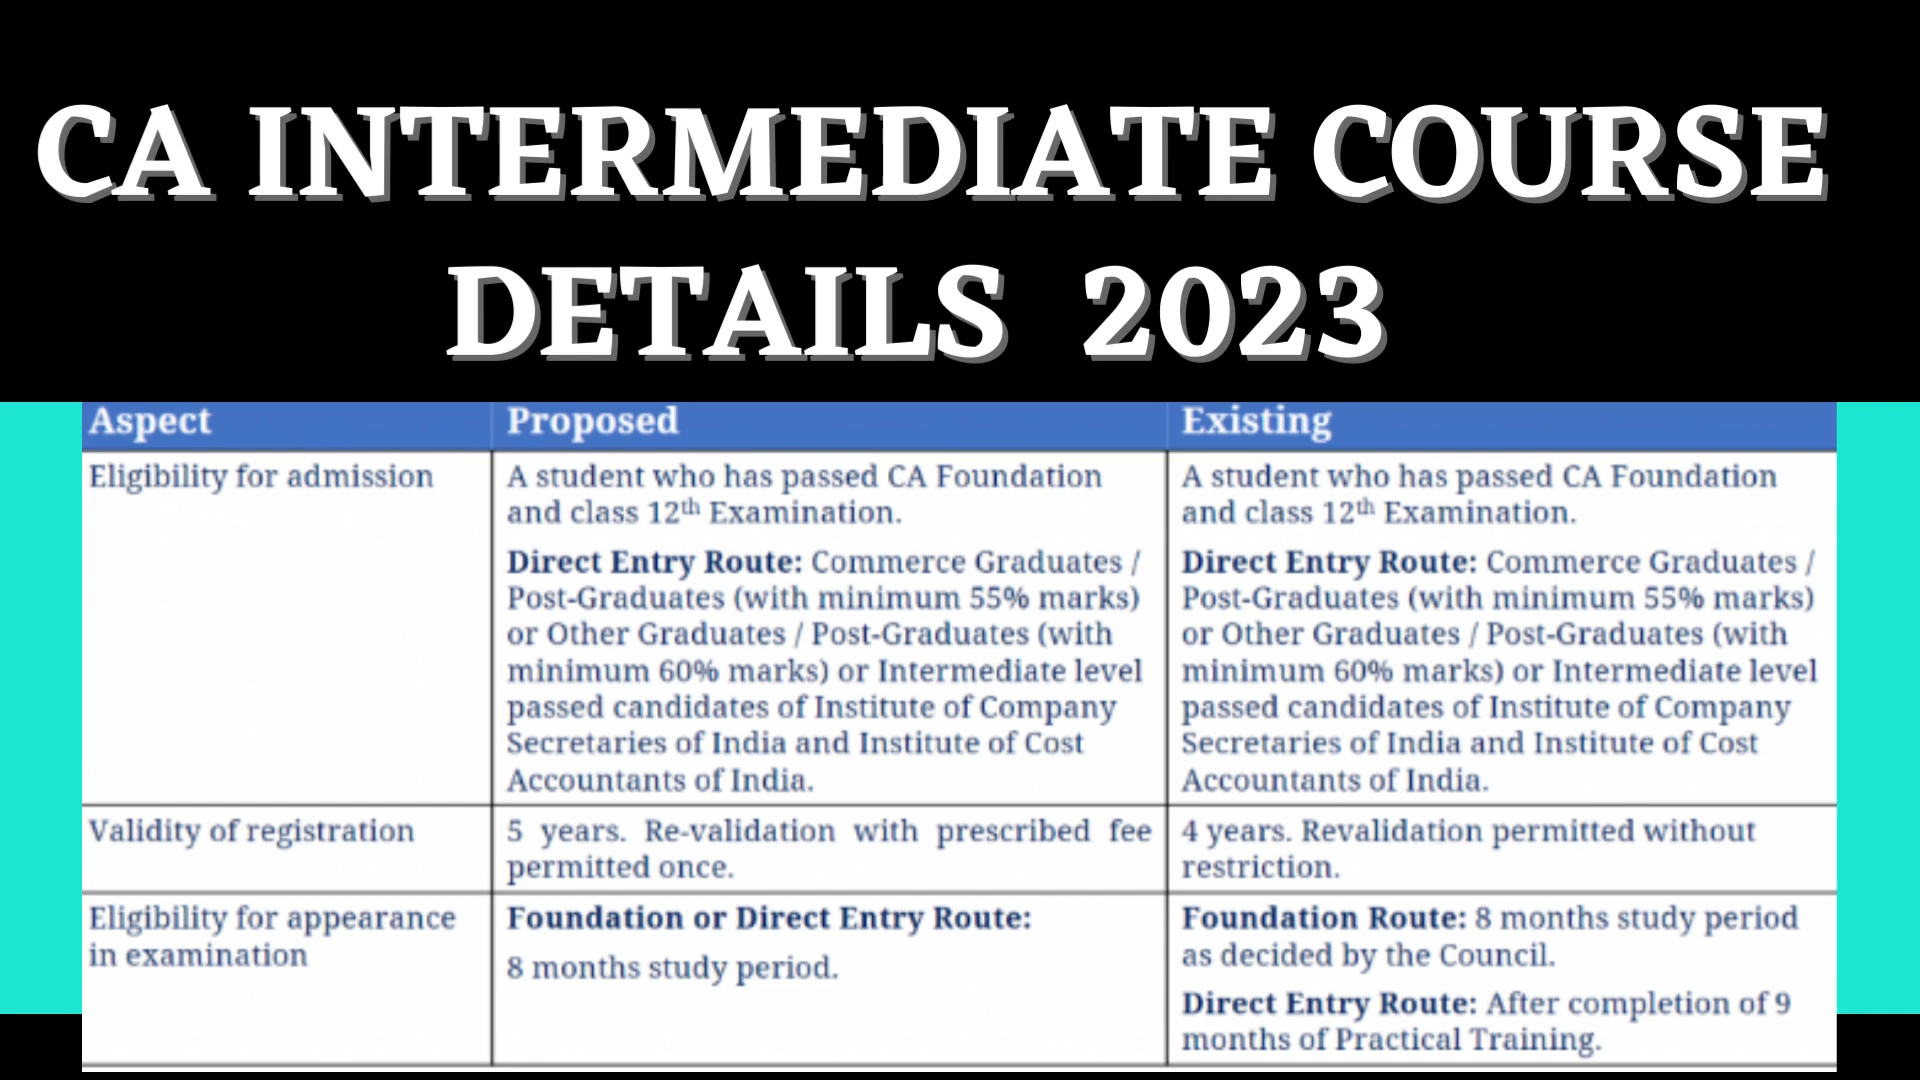 CA INTERMEDIATE COURSE
DETAILS 2023
Aspect
Proposed
Existing
Eligibility for admission
A student who has passed CA Foundation
and class 12th Examination.
Direct Entry Route: Commerce Graduates /
Post-Graduates (with minimum 55% marks)
or Other Graduates / Post-Graduates (with
minimum 60% marks) or Intermediate level
passed candidates of Institute of Company
Secretaries of India and Institute of Cost
Accountants of India.
A student who has passed CA Foundation
and class 12th Examination.
Direct Entry Route: Commerce Graduates /
Post-Graduates (with minimum 55% marks)
or Other Graduates / Post-Graduates (with
minimum 60% marks) or Intermediate level
passed candidates of Institute of Company
Secretaries of India and Institute of Cost
Accountants of India.
Validity of registration
5 years. Re-validation with prescribed fee
permitted once.
4 years. Revalidation permitted without
restriction.
Eligibility for appearance
in examination
Foundation or Direct Entry Route:
8 months study period.
Foundation Route: 8 months study period
as decided by the Council.
Direct Entry Route: After completion of 9
months of Practical Training.